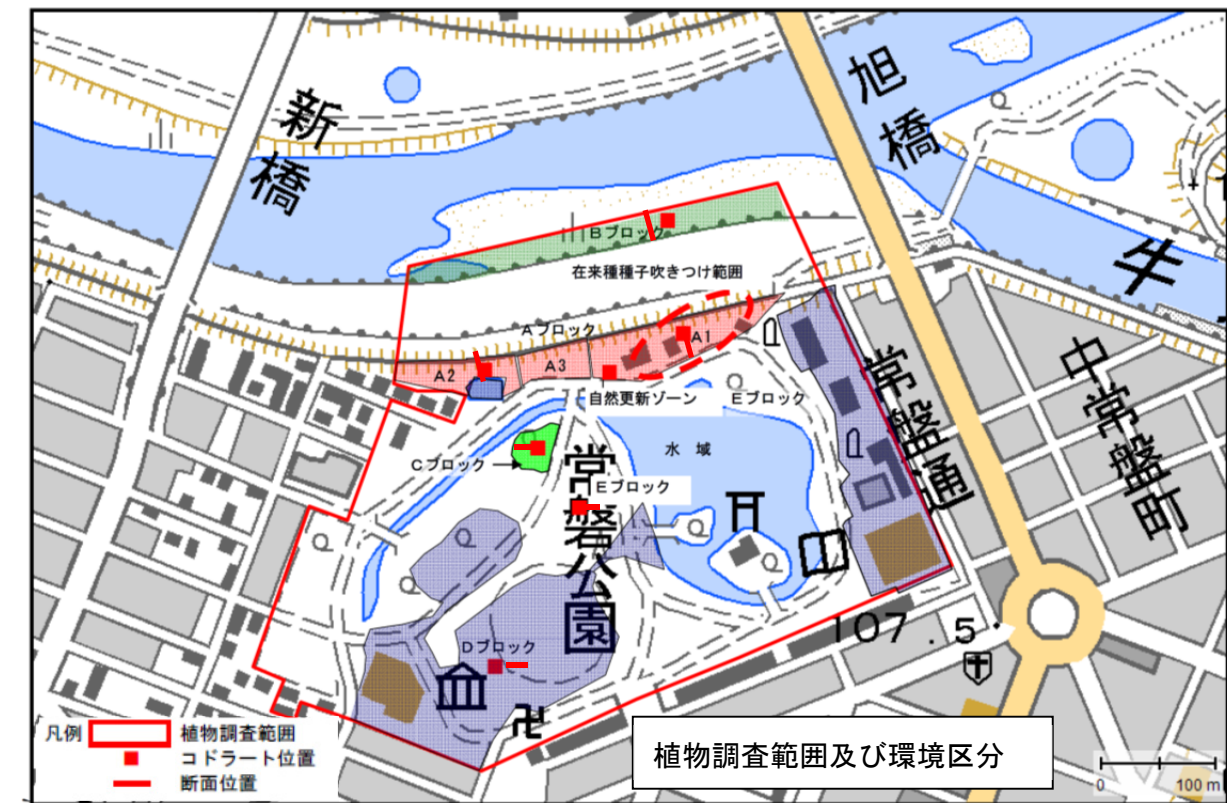 新橋
旭橋
牛
Bブロック
在来種種子吹きつけ範囲
Aブロック
A1
A2
A3
自然更新ゾーン
Eブロック
水域
常盤通
中常盤町
Cブロック
Eブロック
常磐公園
Dブロック
107.5
凡例
植物調査範囲
コドラート位置
断面位置
植物調査範囲及び環境区分
0 100 m